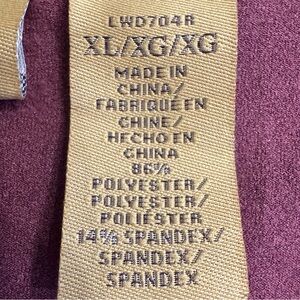 LWD704R
XL/XG/XG
MADE IN
CHINA/
FABRIQUÉ EN
CHINE/
HECHO EN
CHINA
86%
POLYESTER/
POLYESTER/
POLIÉSTER
14% SPANDEX/
SPANDEX/
SPANDEX